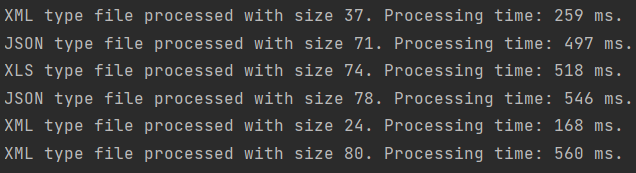 XML type file processed with size 37. Processing time: 259 ms.
JSON type file processed with size 71. Processing time: 497 ms.
XLS type file processed with size 74. Processing time: 518 ms.
JSON type file processed with size 78. Processing time: 546 ms.
XML type file processed with size 24. Processing time: 168 ms.
XML type file processed with size 80. Processing time: 560 ms.